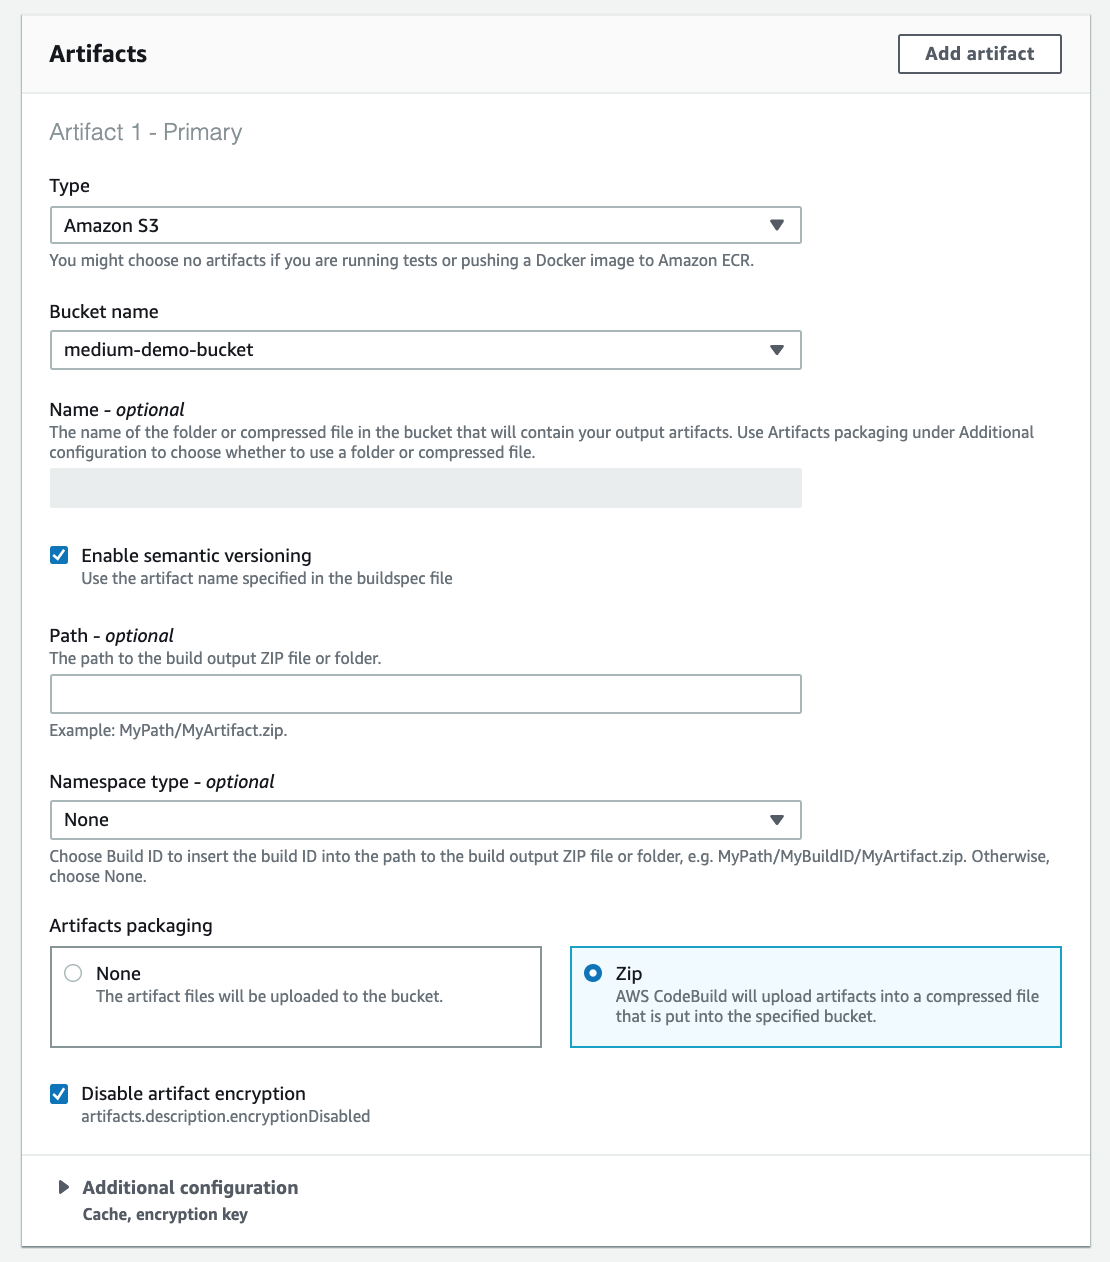 Artifacts
Add artifact
Artifact 1 - Primary
Type
Amazon S3
You might choose no artifacts if you are running tests or pushing a Docker image to Amazon ECR.
Bucket name
medium-demo-bucket
Name - optional
The name of the folder or compressed file in the bucket that will contain your output artifacts. Use Artifacts packaging under Additional
configuration to choose whether to use a folder or compressed file.
Enable semantic versioning
Use the artifact name specified in the buildspec file
Path - optional
The path to the build output ZIP file or folder.
Example: MyPath/MyArtifact.zip.
Namespace type - optional
None
Choose Build ID to insert the build ID into the path to the build output ZIP file or folder, e.g. MyPath/MyBuildID/MyArtifact.zip. Otherwise,
choose None.
Artifacts packaging
None
The artifact files will be uploaded to the bucket.
Zip
AWS CodeBuild will upload artifacts into a compressed file
that is put into the specified bucket.
Disable artifact encryption
artifacts.description.encryptionDisabled
Additional configuration
Cache, encryption key